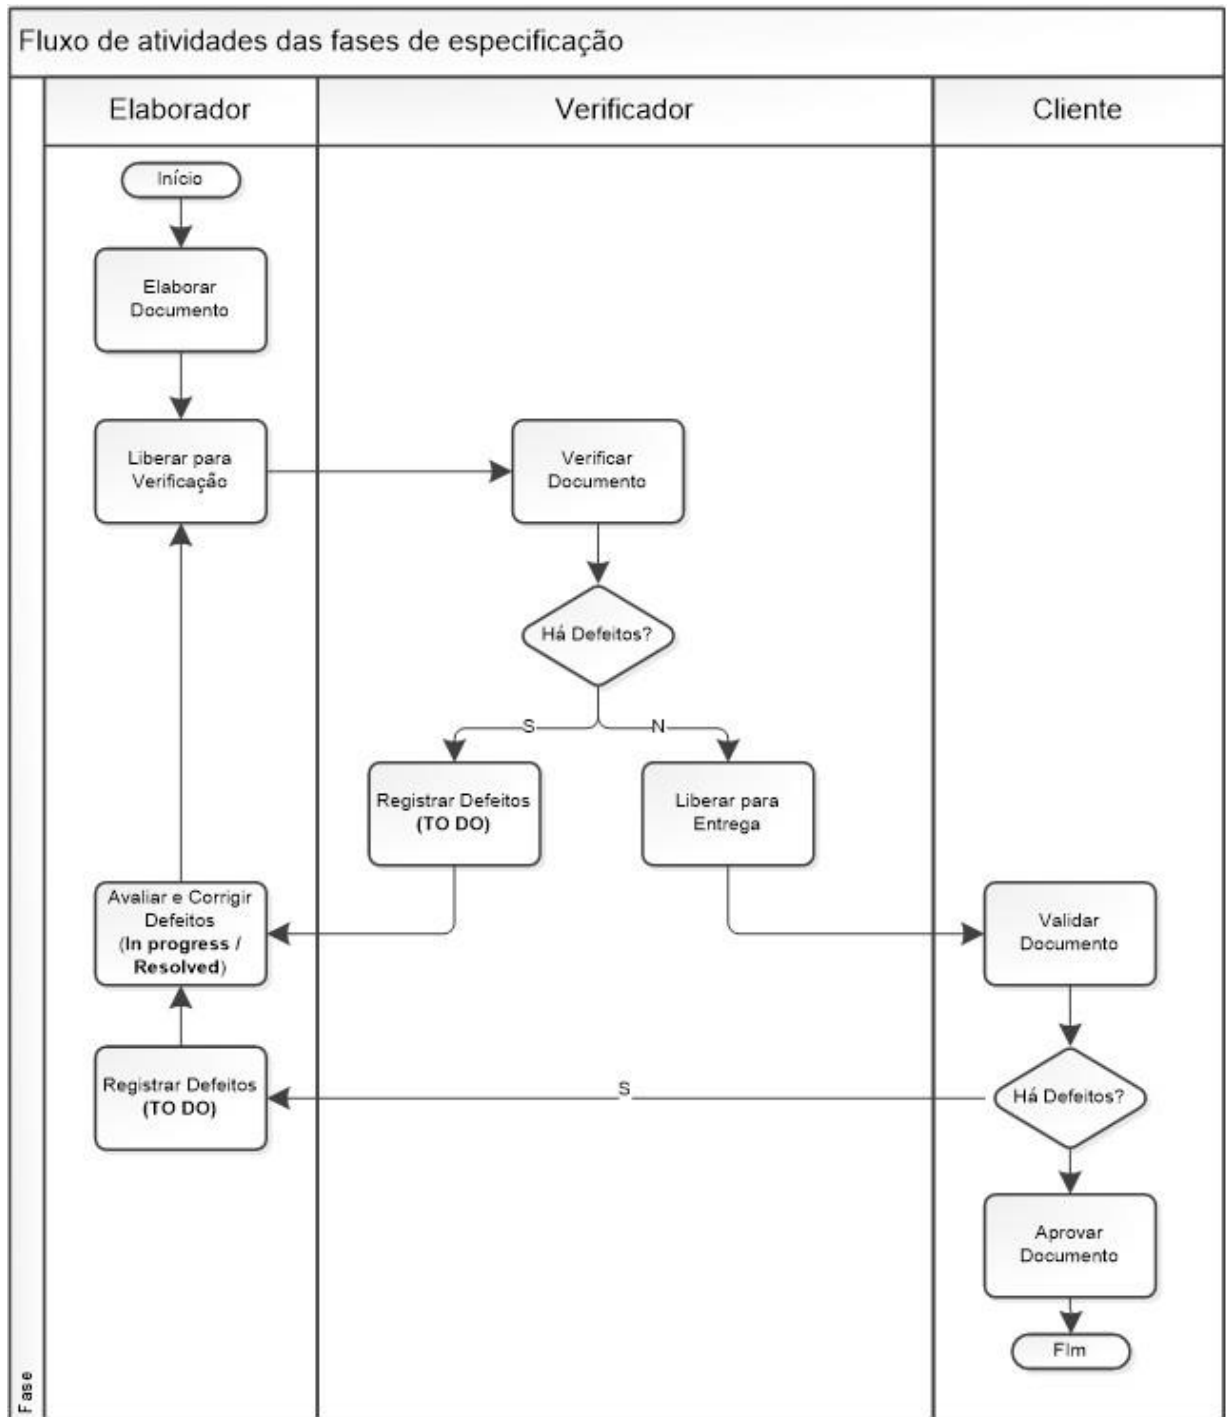 Fluxo de atividades das fases de especificação
Elaborador
Verificador
Cliente
Início
Elaborar
Documento
Liberar para
Verificação
Verificar
Documento
Há Defeitos?
S
N
Registrar Defeitos
(TO DO)
Liberar para
Entrega
Avaliar e Corrigir
Defeitos
(In progress /
Resolved)
Validar
Documento
Registrar Defeitos
(TO DO)
S
Há Defeitos?
Aprovar
Documento
FIm
Fase